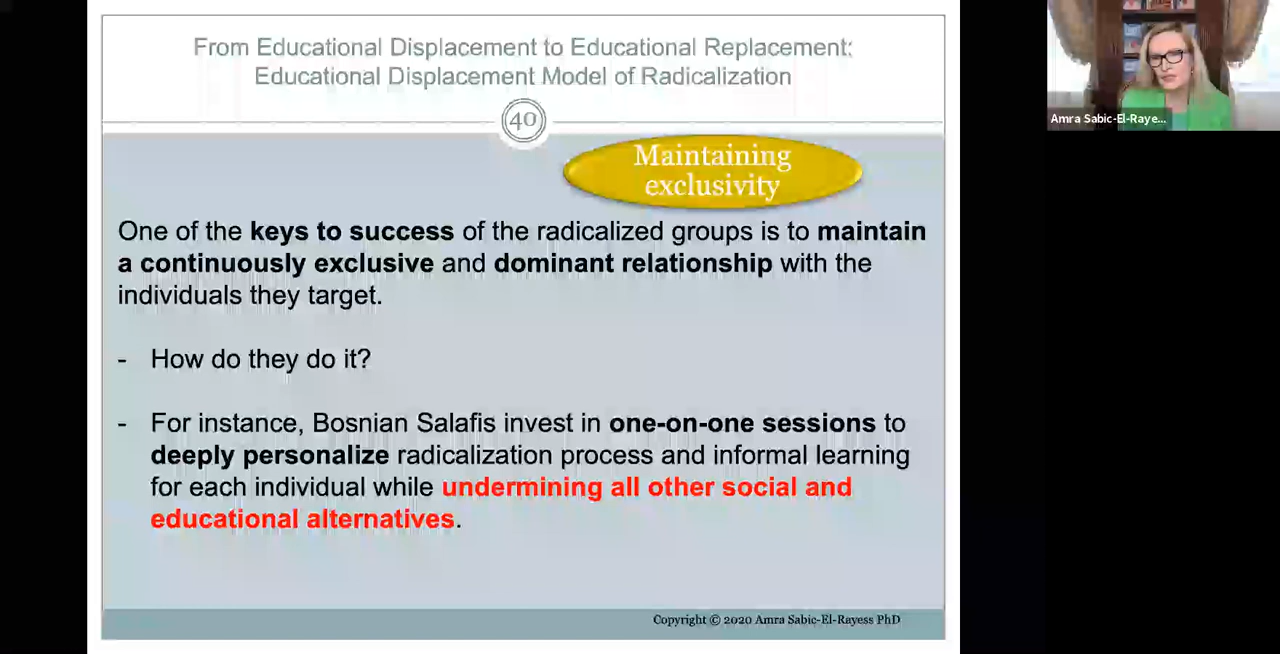 From Educational Displacement to Educational Replacement:
Educational Displacement Model of Radicalization
40
Maintaining
exclusivity
One of the keys to success of the radicalized groups is to maintain
a continuously exclusive and dominant relationship with the
individuals they target.
- How do they do it?
- For instance, Bosnian Salafis invest in one-on-one sessions to
deeply personalize radicalization process and informal learning
for each individual while undermining all other social and
educational alternatives.
Copyright © 2020 Amra Sabic-El-Rayess PhD
Amra Sabic-El-Raye...